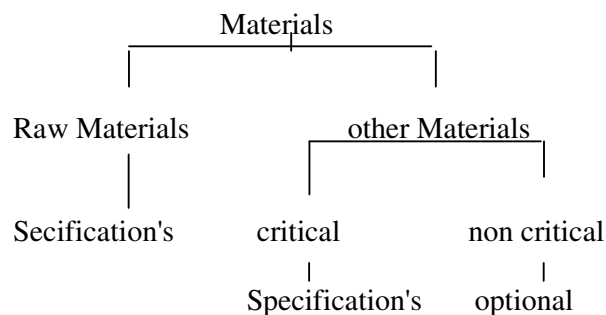 Materials
Raw Materials other Materials
Secification's critical non critical
Specification's optional